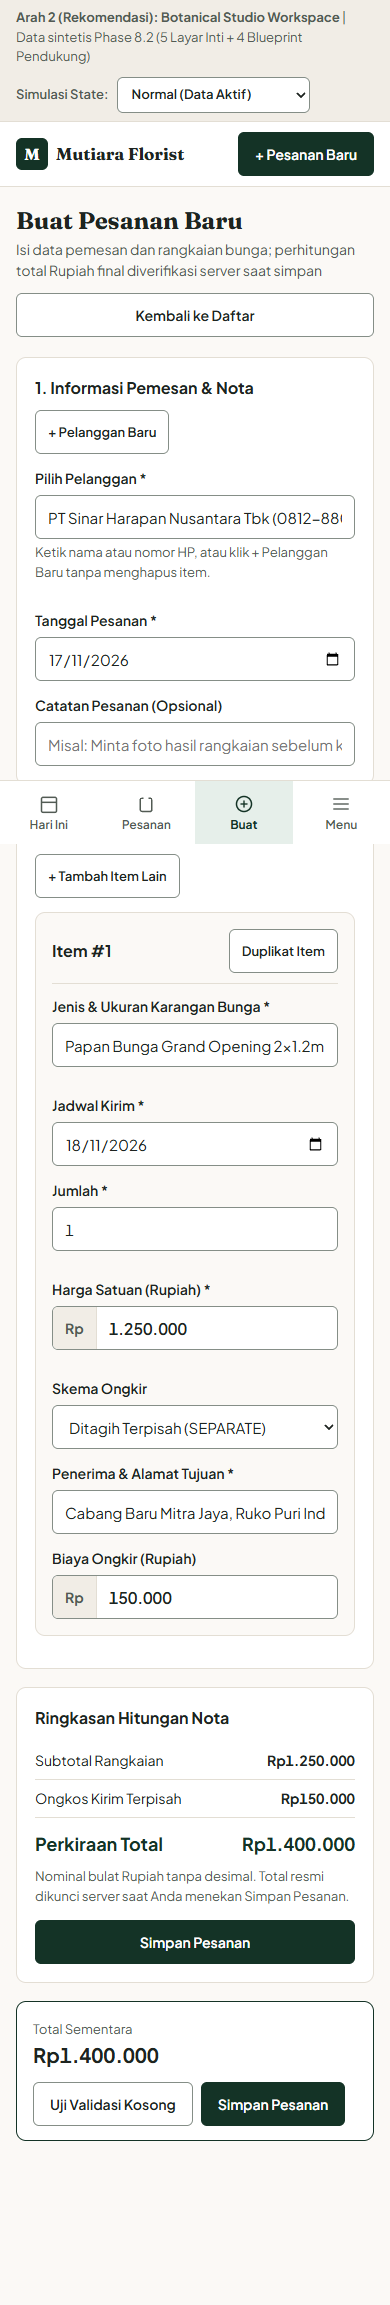 Arah 2 (Rekomendasi): Botanical Studio Workspace |
Data sintetis Phase 8.2 (5 Layar Inti + 4 Blueprint
Pendukung)
Simulasi State: Normal (Data Aktif)
M Mutiara Florist + Pesanan Baru
Buat Pesanan Baru
Isi data pemesan dan rangkaian bunga; perhitungan
total Rupiah final diverifikasi server saat simpan
Kembali ke Daftar
1. Informasi Pemesan & Nota
+ Pelanggan Baru
Pilih Pelanggan *
PT Sinar Harapan Nusantara Tbk (0812-88
Ketik nama atau nomor HP, atau klik + Pelanggan
Baru tanpa menghapus item.
Tanggal Pesanan *
17/11/2026
Catatan Pesanan (Opsional)
Misal: Minta foto hasil rangkaian sebelum k
Hari Ini Pesanan Buat Menu
+ Tambah Item Lain
Item #1 Duplikat Item
Jenis & Ukuran Karangan Bunga *
Papan Bunga Grand Opening 2×1.2m
Jadwal Kirim *
18/11/2026
Jumlah *
1
Harga Satuan (Rupiah) *
Rp 1.250.000
Skema Ongkir
Ditagih Terpisah (SEPARATE)
Penerima & Alamat Tujuan *
Cabang Baru Mitra Jaya, Ruko Puri Ind
Biaya Ongkir (Rupiah)
Rp 150.000
Ringkasan Hitungan Nota
Subtotal Rangkaian Rp1.250.000
Ongkos Kirim Terpisah Rp150.000
Perkiraan Total Rp1.400.000
Nominal bulat Rupiah tanpa desimal. Total resmi
dikunci server saat Anda menekan Simpan Pesanan.
Simpan Pesanan
Total Sementara
Rp1.400.000
Uji Validasi Kosong Simpan Pesanan